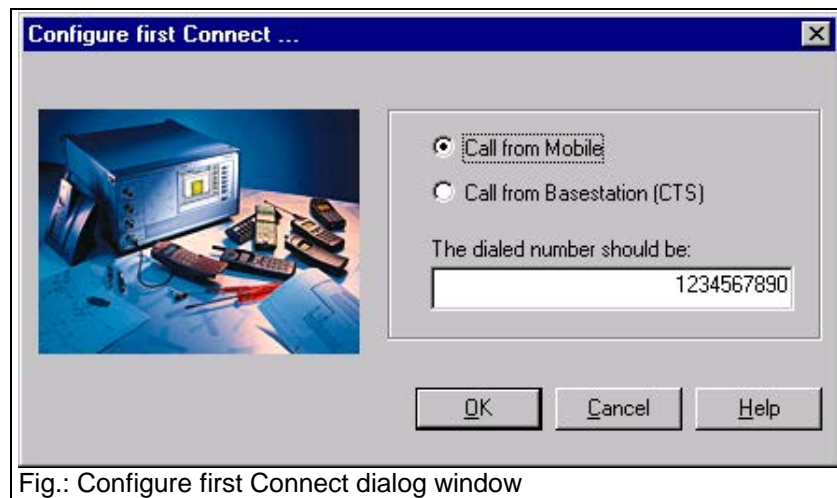 Configure first Connect ...
Call from Mobile
Call from Basestation (CTS)
The dialed number should be:
1234567890
OK
Cancel
Help
Fig.: Configure first Connect dialog window